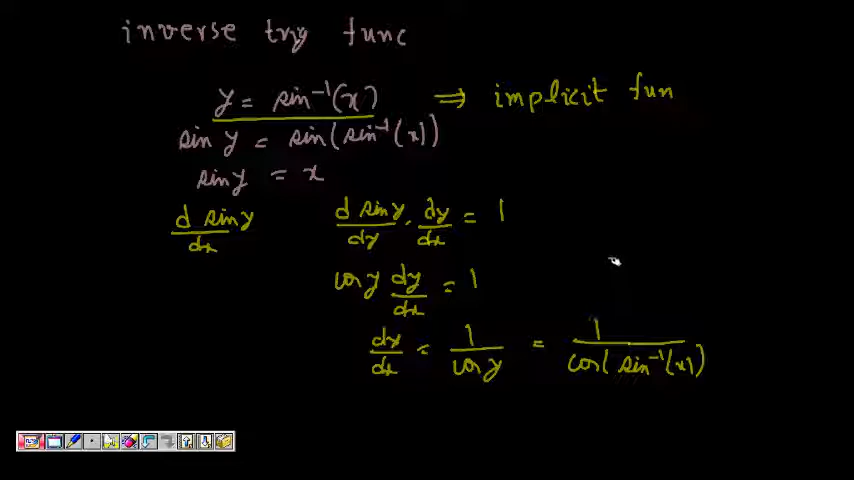 inverse trig func
y = sin⁻¹(x) ⇒ implicit fun
sin y = sin(sin⁻¹(x))
sin y = x
d sin y/dx    d sin y/dy · dy/dx = 1
cos y dy/dx = 1
dy/dx = 1/cos y = 1/cos(sin⁻¹(x))